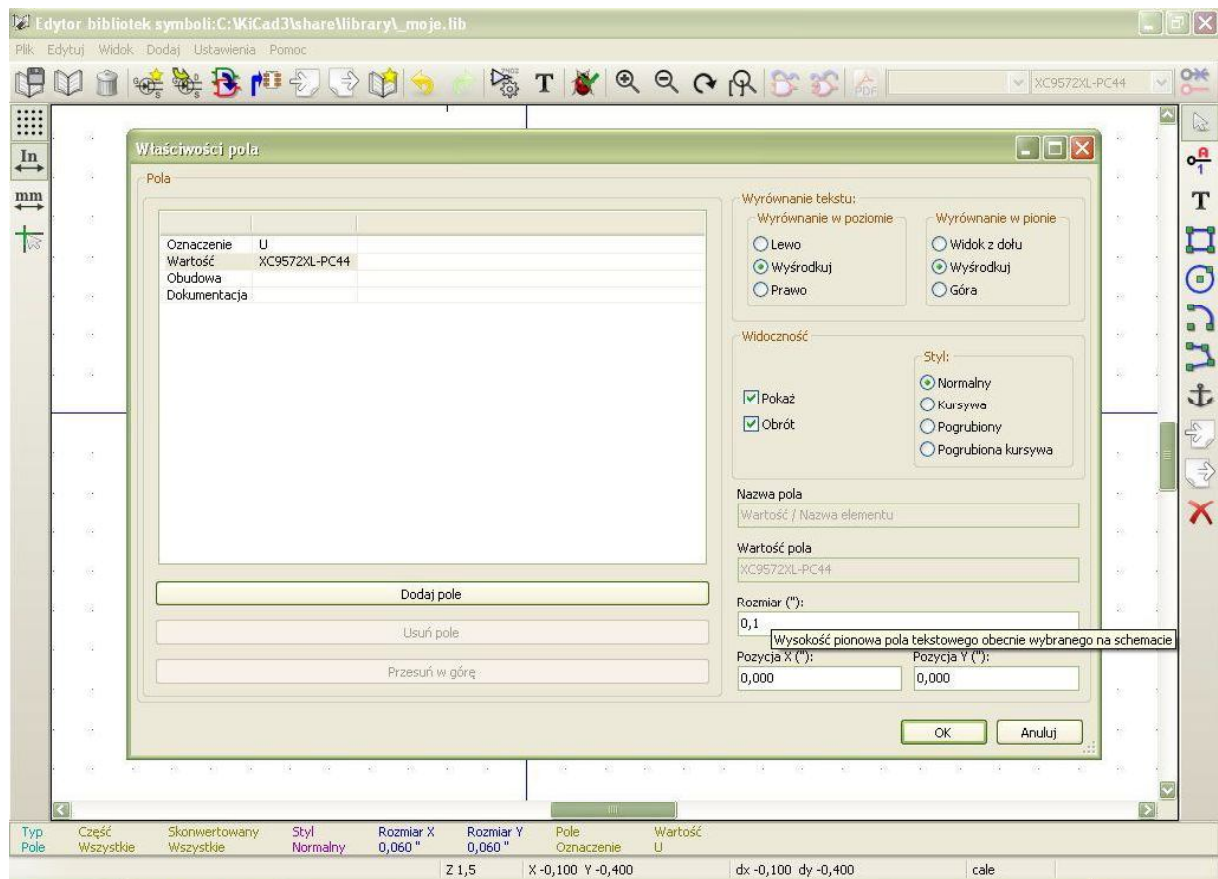 Edytor bibliotek symboli:C:\KiCad3\share\library\_moje.lib
Plik Edytuj Widok Dodaj Ustawienia Pomoc
T
PDF
XC9572XL-PC44
In
mm
A
1
T
Właściwości pola
Pola
Oznaczenie U
Wartość XC9572XL-PC44
Obudowa
Dokumentacja
Dodaj pole
Usuń pole
Przesuń w górę
Wyrównanie tekstu:
Wyrównanie w poziomie
Lewo
Wyśrodkuj
Prawo
Wyrównanie w pionie
Widok z dołu
Wyśrodkuj
Góra
Widoczność
Pokaż
Obrót
Styl:
Normalny
Kursywa
Pogrubiony
Pogrubiona kursywa
Nazwa pola
Wartość / Nazwa elementu
Wartość pola
XC9572XL-PC44
Rozmiar ("):
0,1
Wysokość pionowa pola tekstowego obecnie wybranego na schemacie
Pozycja X ("): Pozycja Y ("):
0,000 0,000
OK Anuluj
Typ Część Skonwertowany Styl Rozmiar X Rozmiar Y Pole Wartość
Pole Wszystkie Wszystkie Normalny 0,060 " 0,060 " Oznaczenie U
Z 1,5 X -0,100 Y -0,400 dx -0,100 dy -0,400 cale